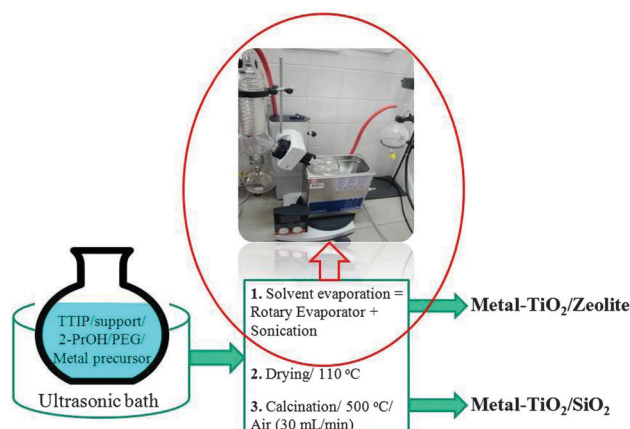 TTIP/support/
2-PrOH/PEG/
Metal precursor
Ultrasonic bath
1. Solvent evaporation =
Rotary Evaporator +
Sonication
2. Drying/ 110 °C
3. Calcination/ 500 °C/
Air (30 mL/min)
Metal-TiO₂/Zeolite
Metal-TiO₂/SiO₂